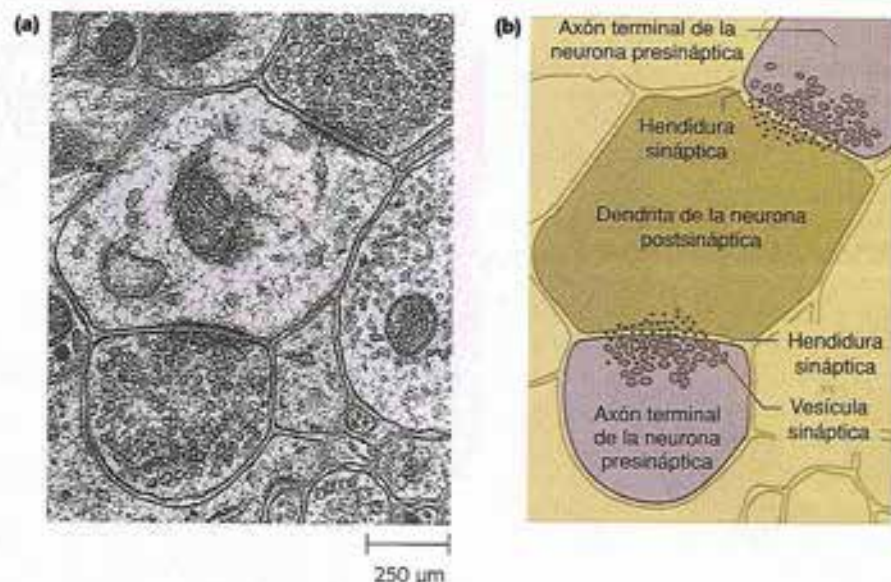 (a)
(b)
Axón terminal de la
neurona presináptica
Hendidura
sináptica
Dendrita de la neurona
postsináptica
Hendidura
sináptica
Vesícula
sináptica
Axón terminal
de la neurona
presináptica
250 µm